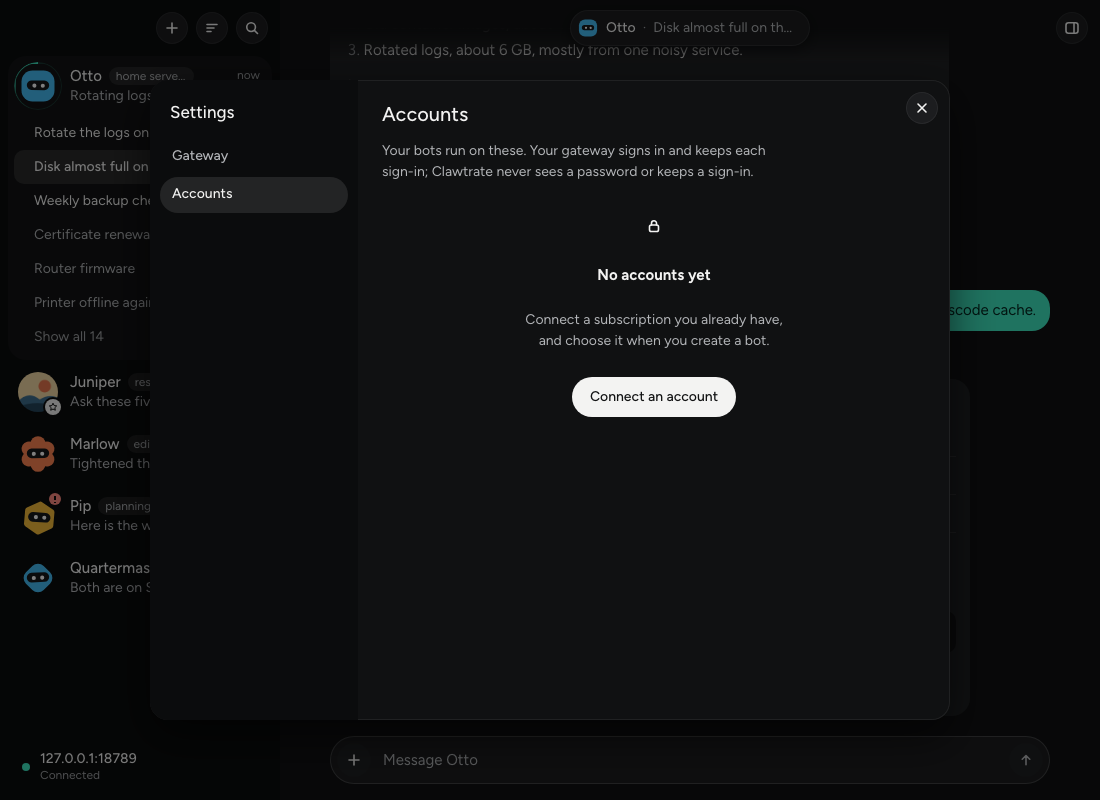 Otto · Disk almost full on th…
3. Rotated logs, about 6 GB, mostly from one noisy service.
Otto home serve… now
Rotating logs
Rotate the logs on
Disk almost full on
Weekly backup che
Certificate renewa
Router firmware
Printer offline agai
Show all 14
Juniper res
Ask these fiv
Marlow edi
Tightened th
Pip planning
Here is the w
Quartermas
Both are on S
127.0.0.1:18789
Connected
Settings
Gateway
Accounts
Accounts
Your bots run on these. Your gateway signs in and keeps each
sign-in; Clawtrate never sees a password or keeps a sign-in.
No accounts yet
Connect a subscription you already have,
and choose it when you create a bot.
Connect an account
scode cache.
Message Otto